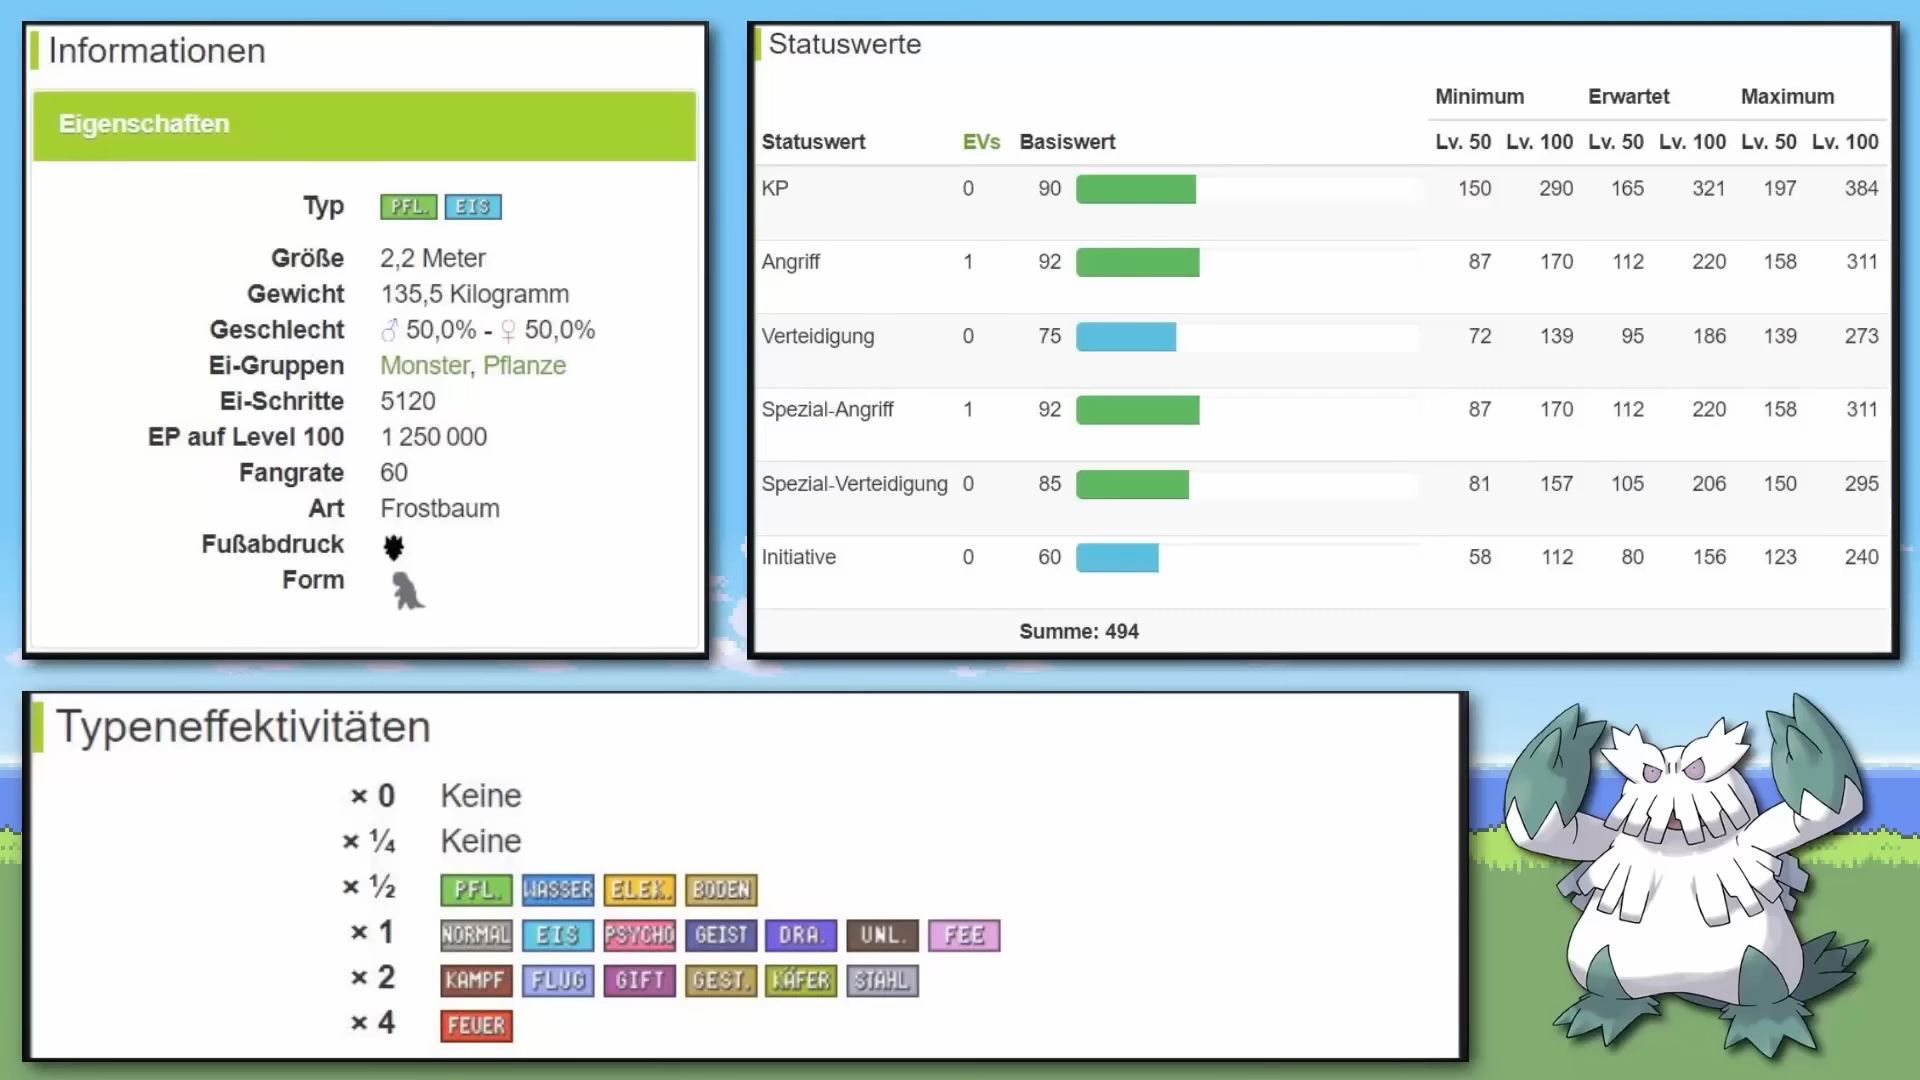 Informationen
Eigenschaften
Typ PFL. EIS
Größe 2,2 Meter
Gewicht 135,5 Kilogramm
Geschlecht ♂ 50,0% - ♀ 50,0%
Ei-Gruppen Monster, Pflanze
Ei-Schritte 5120
EP auf Level 100 1 250 000
Fangrate 60
Art Frostbaum
Fußabdruck
Form
Statuswerte
Minimum Erwartet Maximum
Statuswert EVs Basiswert Lv. 50 Lv. 100 Lv. 50 Lv. 100 Lv. 50 Lv. 100
KP 0 90 150 290 165 321 197 384
Angriff 1 92 87 170 112 220 158 311
Verteidigung 0 75 72 139 95 186 139 273
Spezial-Angriff 1 92 87 170 112 220 158 311
Spezial-Verteidigung 0 85 81 157 105 206 150 295
Initiative 0 60 58 112 80 156 123 240
Summe: 494
Typeneffektivitäten
× 0 Keine
× ¼ Keine
× ½ PFL. WASSER ELEK. BODEN
× 1 NORMAL EIS PSYCHO GEIST DRA. UNL. FEE
× 2 KAMPF FLUG GIFT GEST. KÄFER STAHL
× 4 FEUER